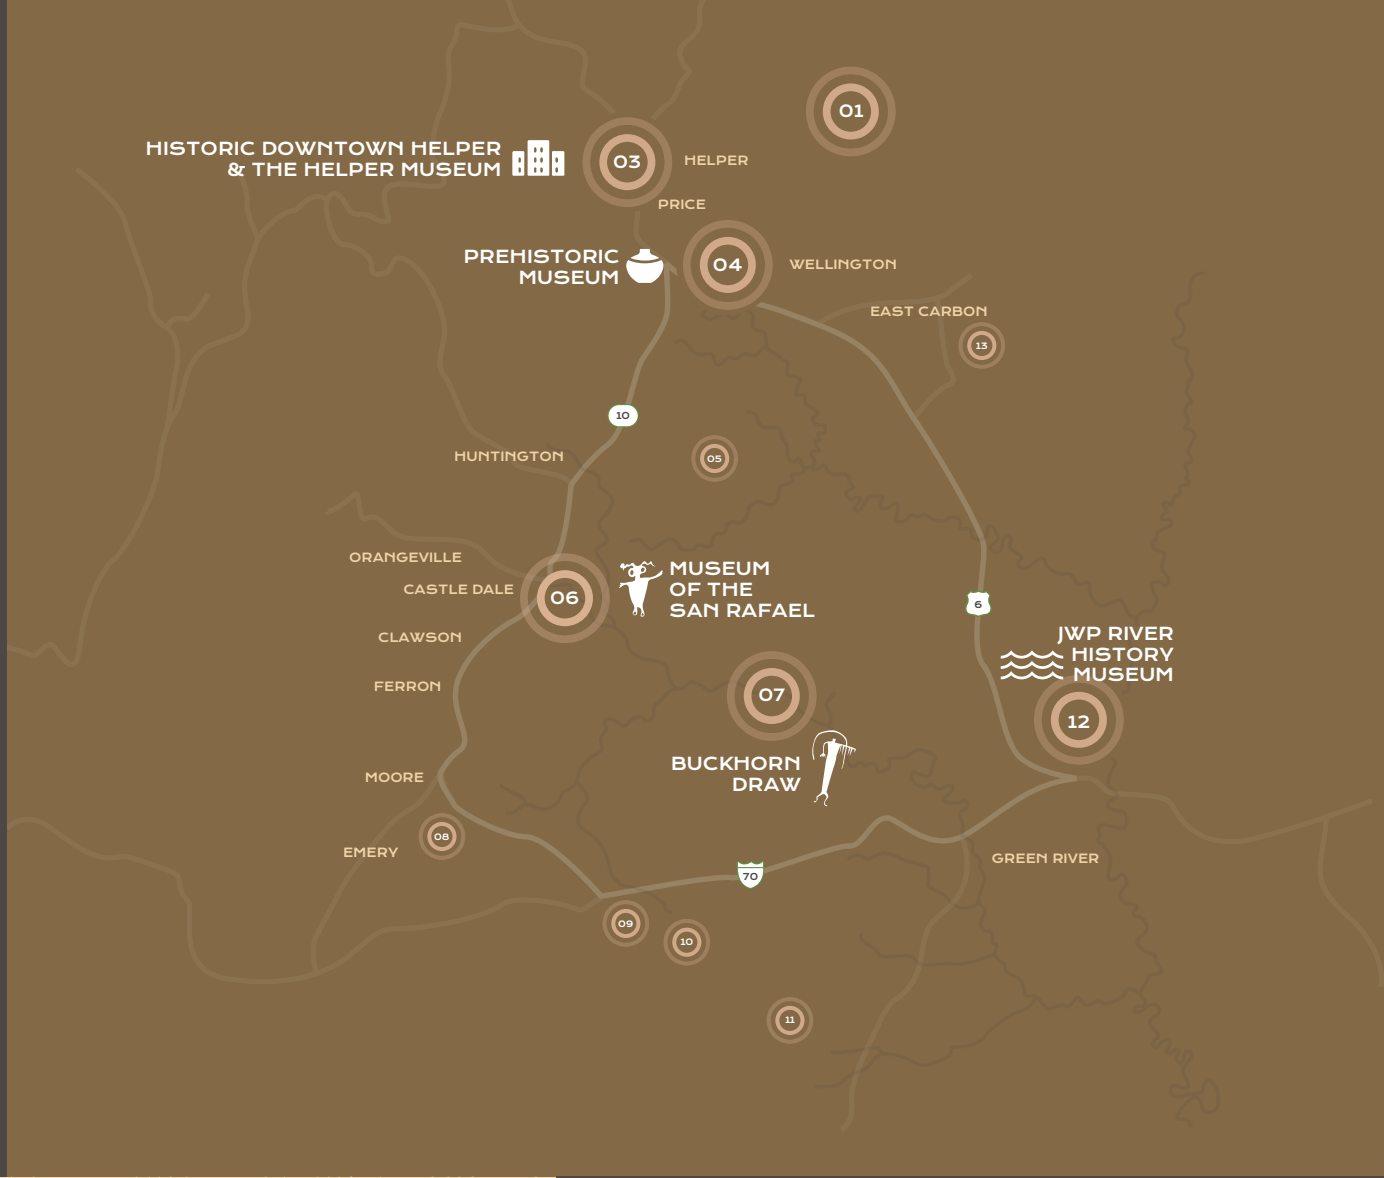 01
HISTORIC DOWNTOWN HELPER
& THE HELPER MUSEUM
03
HELPER
PRICE
PREHISTORIC
MUSEUM
04
WELLINGTON
EAST CARBON
13
10
HUNTINGTON
05
ORANGEVILLE
CASTLE DALE
06
MUSEUM
OF THE
SAN RAFAEL
6
CLAWSON
JWP RIVER
HISTORY
MUSEUM
FERRON
07
12
BUCKHORN
DRAW
MOORE
08
EMERY
70
GREEN RIVER
09
10
11